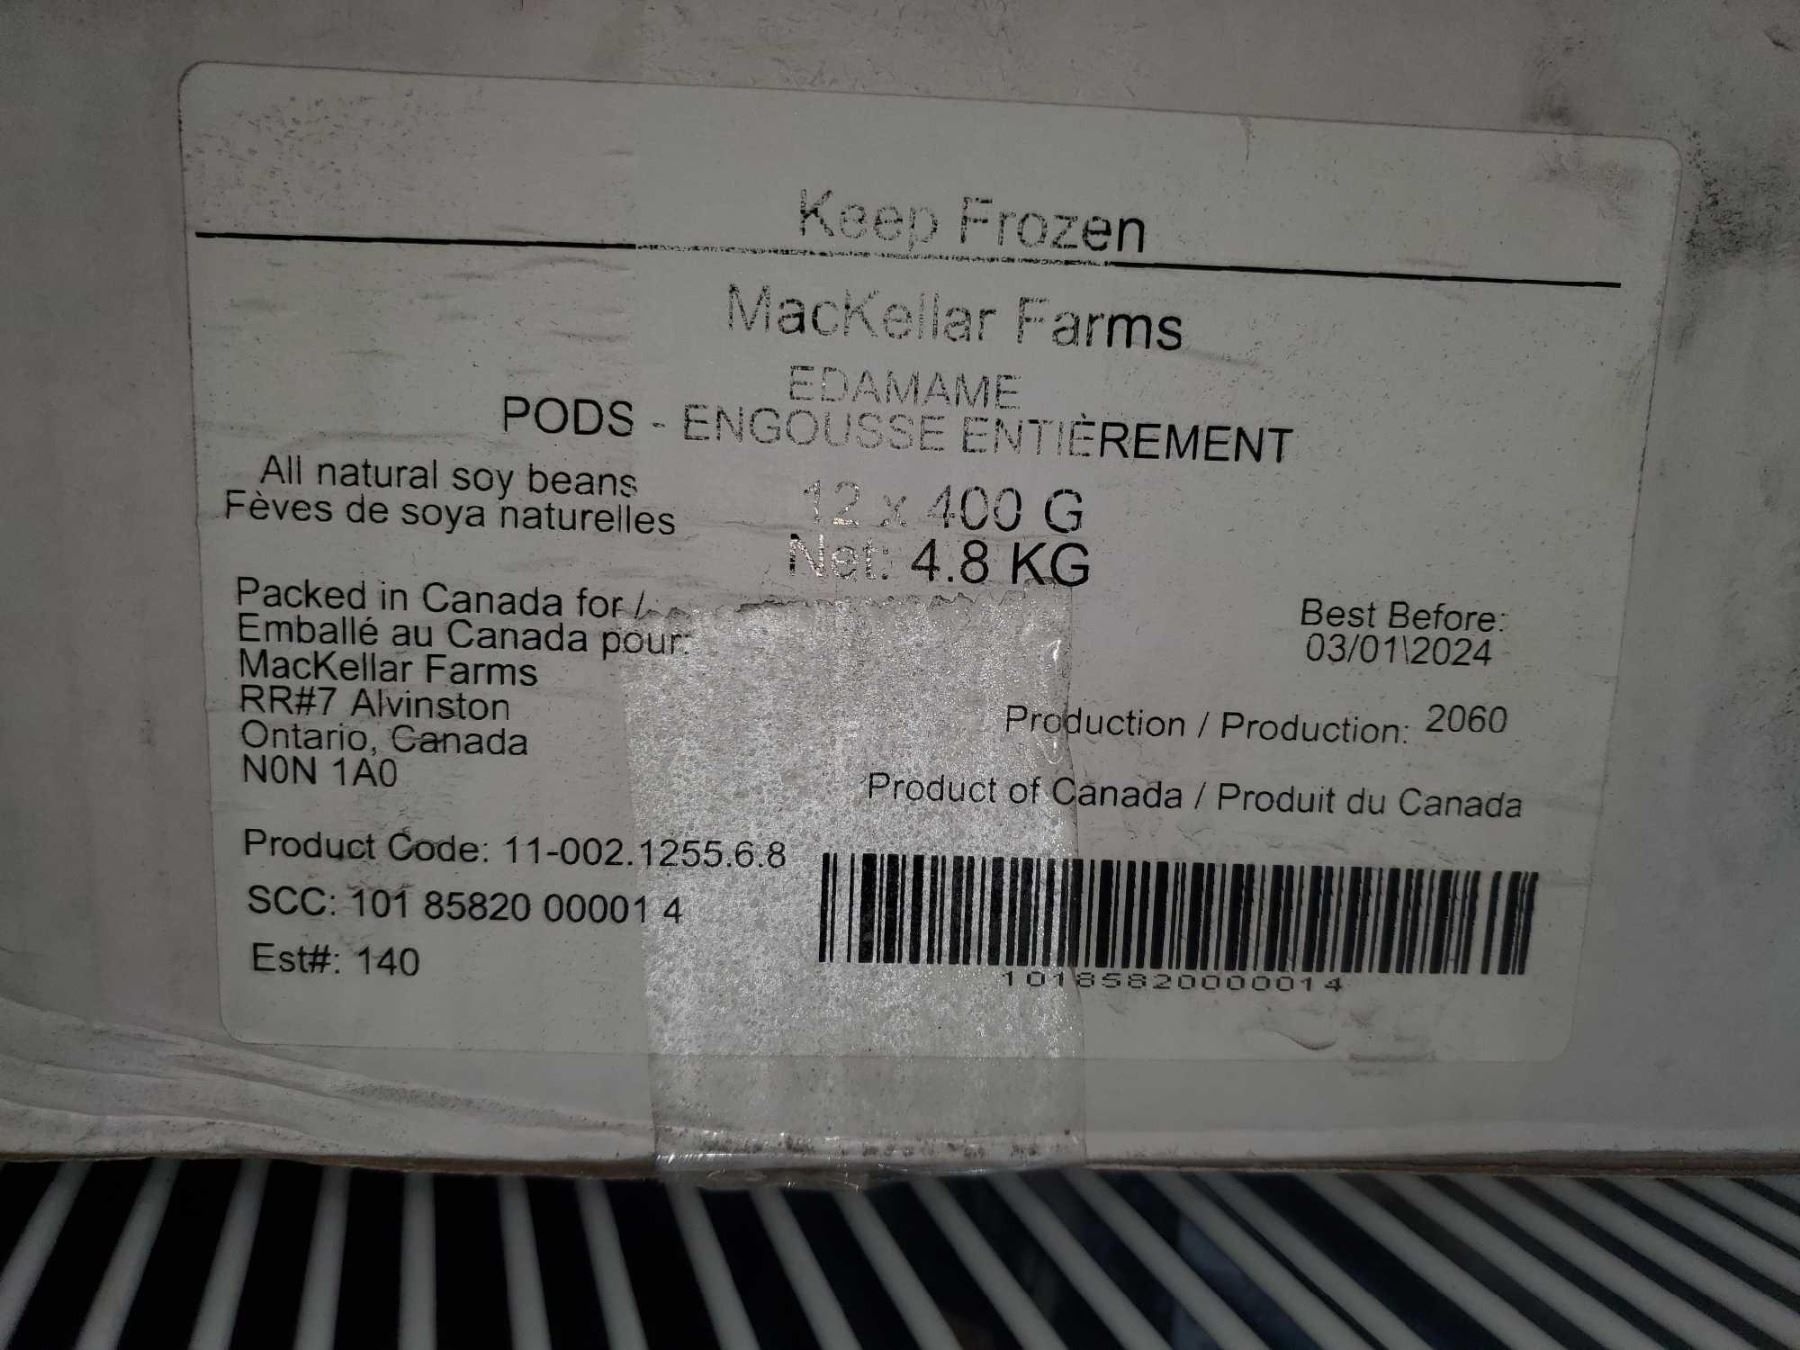 Keep Frozen
MacKellar Farms
EDAMAME
PODS - ENGOUSSE ENTIÈREMENT
All natural soy beans
Fèves de soya naturelles
12 x 400 G
Net: 4.8 KG
Packed in Canada for /
Emballé au Canada pour:
MacKellar Farms
RR#7 Alvinston
Ontario, Canada
N0N 1A0
Best Before:
03/01\2024
Production / Production: 2060
Product of Canada / Produit du Canada
Product Code: 11-002.1255.6.8
SCC: 101 85820 00001 4
Est#: 140
10185820000014